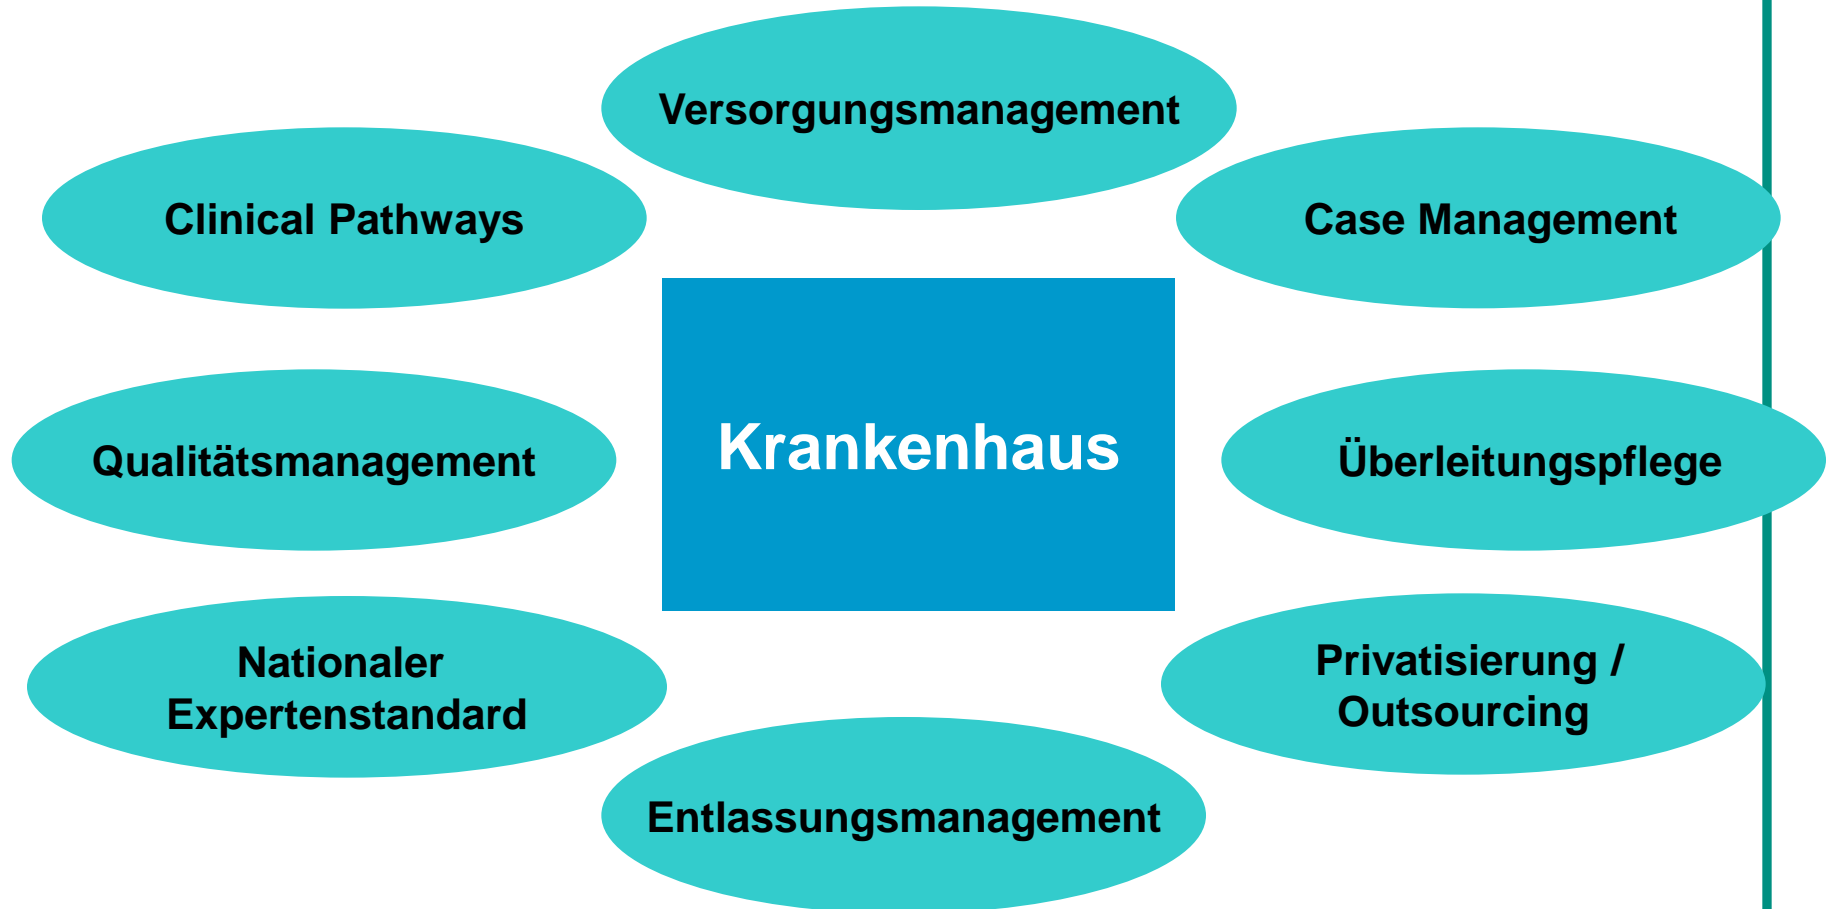 Versorgungsmanagement
Clinical Pathways
Case Management
Krankenhaus
Qualitätsmanagement
Überleitungspflege
Nationaler
Expertenstandard
Privatisierung /
Outsourcing
Entlassungsmanagement